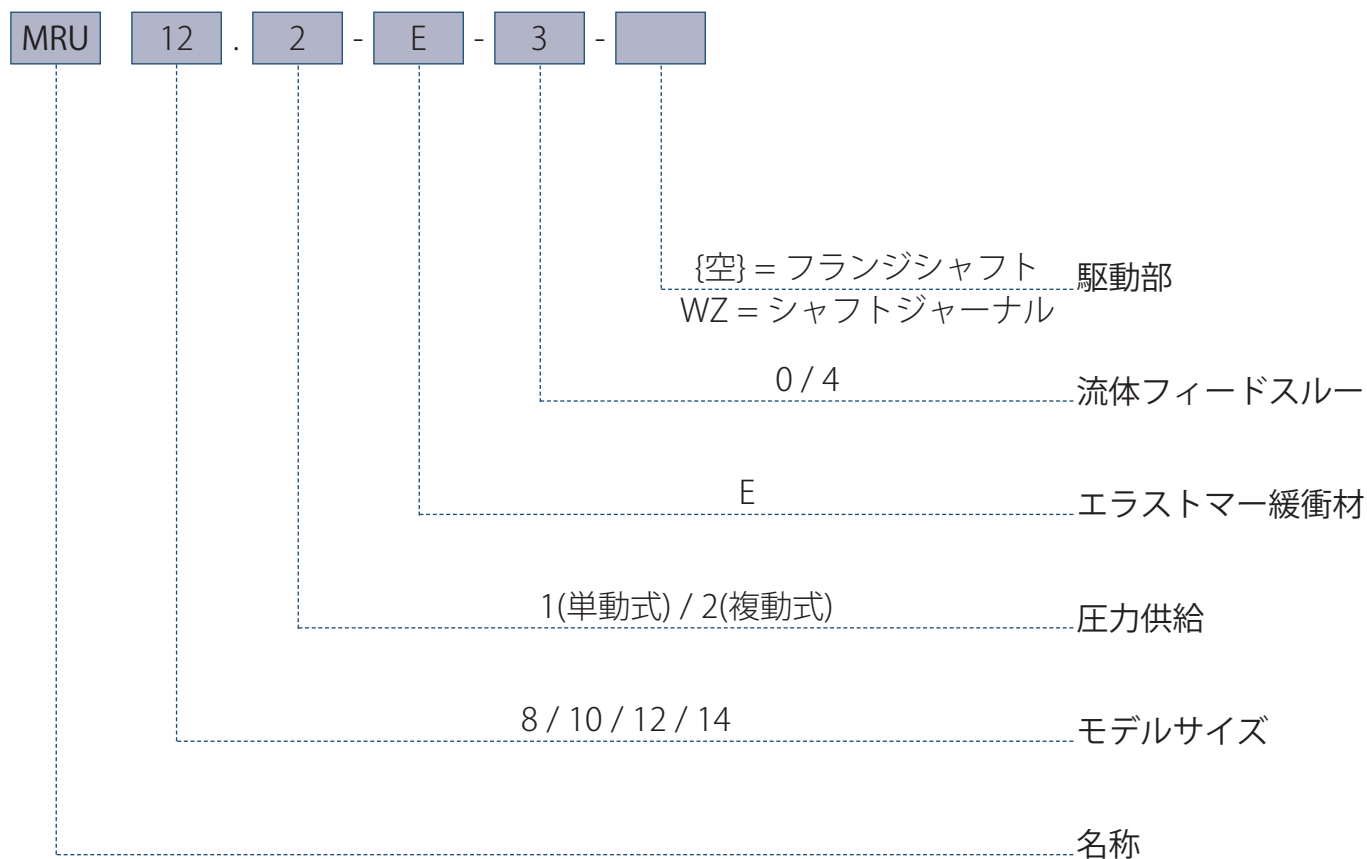 MRU 12 . 2 - E - 3 -
{空} = フランジシャフト 駆動部
WZ = シャフトジャーナル
0 / 4 流体フィードスルー
E エラストマー緩衝材
1(単動式) / 2(複動式) 圧力供給
8 / 10 / 12 / 14 モデルサイズ
名称